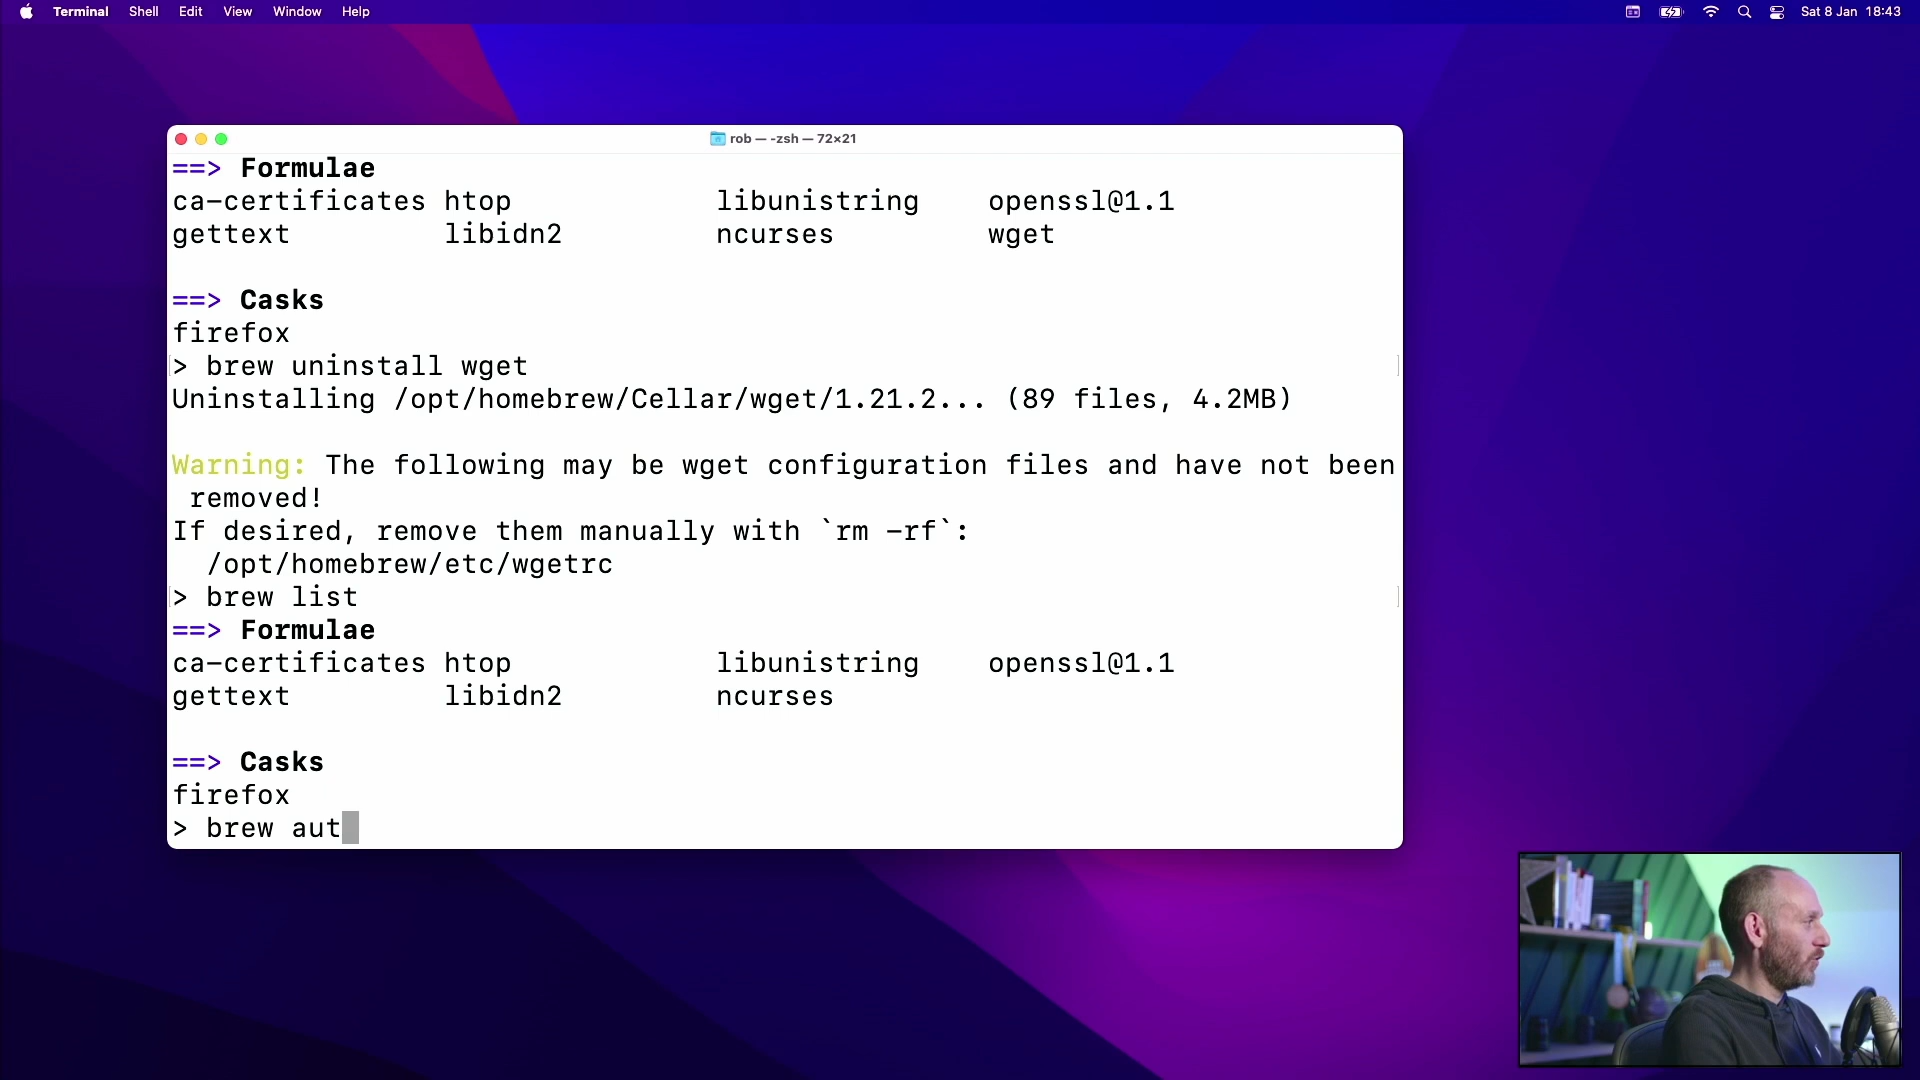 Terminal Shell Edit View Window Help Sat 8 Jan 18:43
rob — -zsh — 72×21
==> Formulae
ca-certificates htop libunistring openssl@1.1
gettext libidn2 ncurses wget
==> Casks
firefox
> brew uninstall wget
Uninstalling /opt/homebrew/Cellar/wget/1.21.2... (89 files, 4.2MB)
Warning: The following may be wget configuration files and have not been
removed!
If desired, remove them manually with `rm -rf`:
/opt/homebrew/etc/wgetrc
> brew list
==> Formulae
ca-certificates htop libunistring openssl@1.1
gettext libidn2 ncurses
==> Casks
firefox
> brew aut